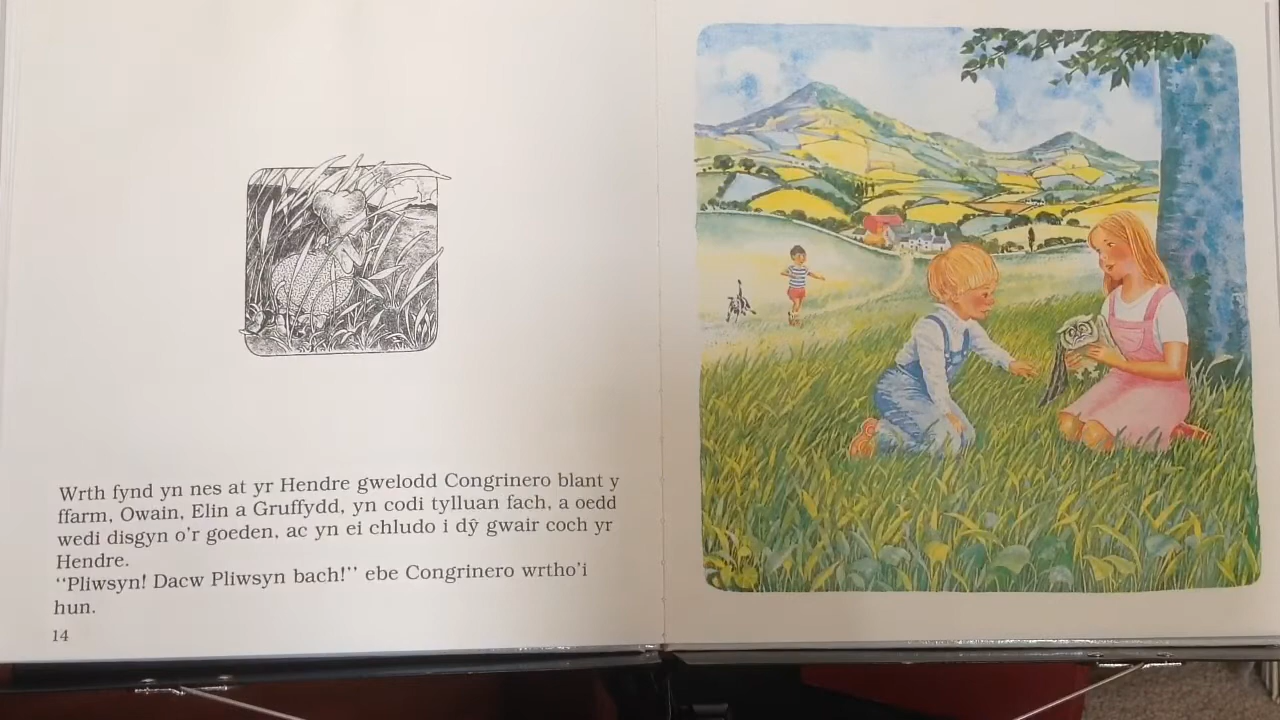 Wrth fynd yn nes at yr Hendre gwelodd Congrinero blant y
ffarm, Owain, Elin a Gruffydd, yn codi tylluan fach, a oedd
wedi disgyn o'r goeden, ac yn ei chludo i dŷ gwair coch yr
Hendre.
"Pliwsyn! Dacw Pliwsyn bach!" ebe Congrinero wrtho'i
hun.
14